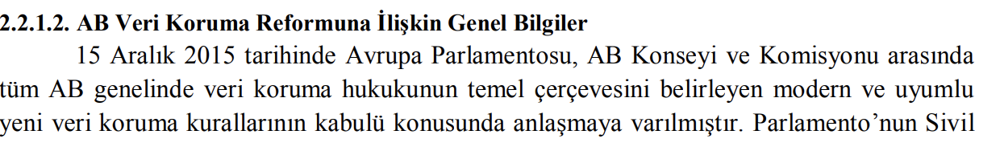 2.2.1.2. AB Veri Koruma Reformuna İlişkin Genel Bilgiler
15 Aralık 2015 tarihinde Avrupa Parlamentosu, AB Konseyi ve Komisyonu arasında
tüm AB genelinde veri koruma hukukunun temel çerçevesini belirleyen modern ve uyumlu
yeni veri koruma kurallarının kabulü konusunda anlaşmaya varılmıştır. Parlamento’nun Sivil